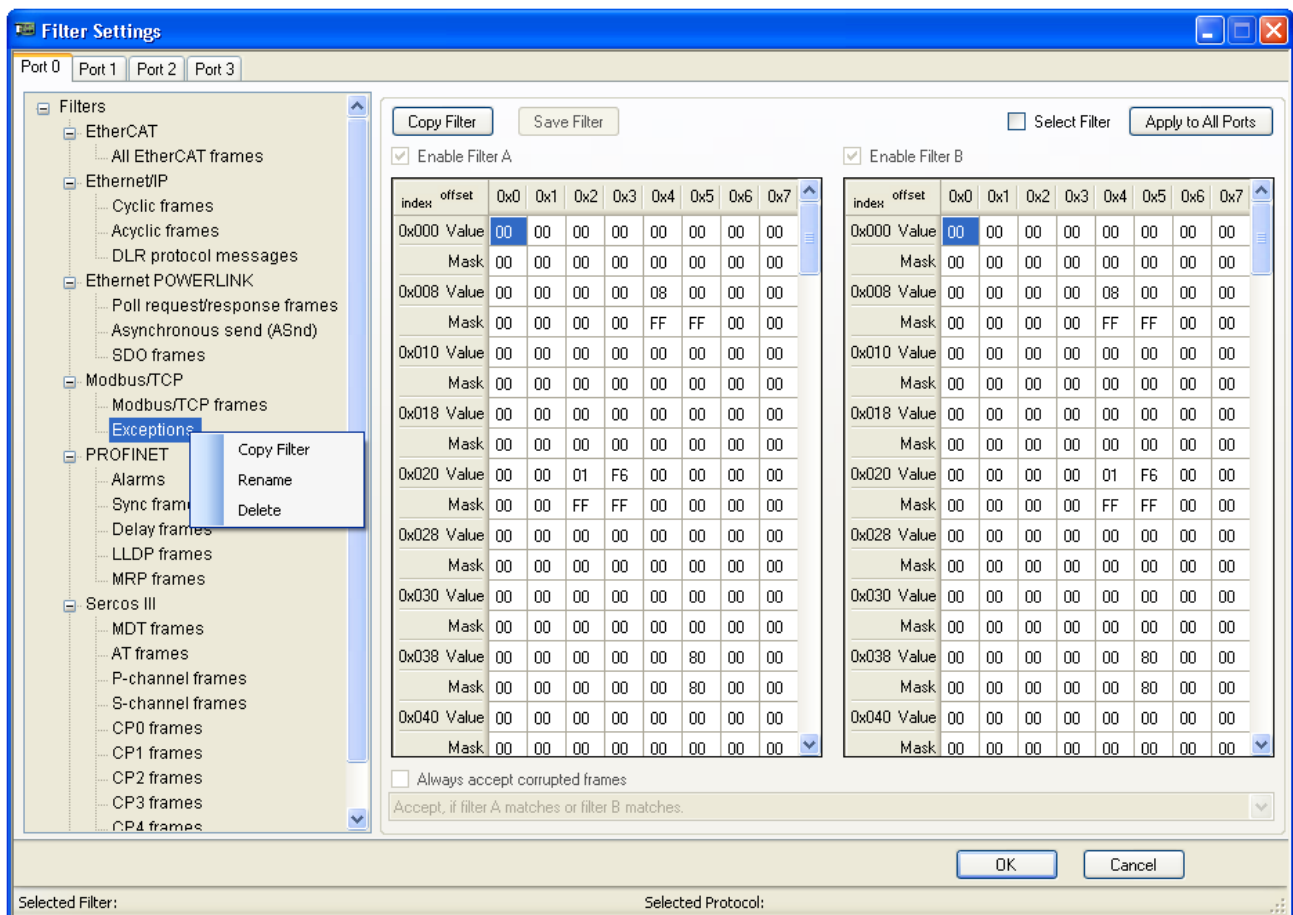 Filter Settings
Port 0 Port 1 Port 2 Port 3
Filters
EtherCAT
All EtherCAT frames
Ethernet/IP
Cyclic frames
Acyclic frames
DLR protocol messages
Ethernet POWERLINK
Poll request/response frames
Asynchronous send (ASnd)
SDO frames
Modbus/TCP
Modbus/TCP frames
Exceptions
PROFINET
Alarms
Sync
Delay frames
LLDP frames
MRP frames
Sercos III
MDT frames
AT frames
P-channel frames
S-channel frames
CP0 frames
CP1 frames
CP2 frames
CP3 frames
CP4 frames
Copy Filter
Rename
Delete
Copy Filter Save Filter Select Filter Apply to All Ports
Enable Filter A
index offset 0x0 0x1 0x2 0x3 0x4 0x5 0x6 0x7
0x000 Value 00 00 00 00 00 00 00 00
Mask 00 00 00 00 00 00 00 00
0x008 Value 00 00 00 00 08 00 00 00
Mask 00 00 00 00 FF FF 00 00
0x010 Value 00 00 00 00 00 00 00 00
Mask 00 00 00 00 00 00 00 00
0x018 Value 00 00 00 00 00 00 00 00
Mask 00 00 00 00 00 00 00 00
0x020 Value 00 00 01 F6 00 00 00 00
Mask 00 00 FF FF 00 00 00 00
0x028 Value 00 00 00 00 00 00 00 00
Mask 00 00 00 00 00 00 00 00
0x030 Value 00 00 00 00 00 00 00 00
Mask 00 00 00 00 00 00 00 00
0x038 Value 00 00 00 00 00 80 00 00
Mask 00 00 00 00 00 80 00 00
0x040 Value 00 00 00 00 00 00 00 00
Mask 00 00 00 00 00 00 00 00
Enable Filter B
index offset 0x0 0x1 0x2 0x3 0x4 0x5 0x6 0x7
0x000 Value 00 00 00 00 00 00 00 00
Mask 00 00 00 00 00 00 00 00
0x008 Value 00 00 00 00 08 00 00 00
Mask 00 00 00 00 FF FF 00 00
0x010 Value 00 00 00 00 00 00 00 00
Mask 00 00 00 00 00 00 00 00
0x018 Value 00 00 00 00 00 00 00 00
Mask 00 00 00 00 00 00 00 00
0x020 Value 00 00 00 00 01 F6 00 00
Mask 00 00 00 00 FF FF 00 00
0x028 Value 00 00 00 00 00 00 00 00
Mask 00 00 00 00 00 00 00 00
0x030 Value 00 00 00 00 00 00 00 00
Mask 00 00 00 00 00 00 00 00
0x038 Value 00 00 00 00 00 80 00 00
Mask 00 00 00 00 00 80 00 00
0x040 Value 00 00 00 00 00 00 00 00
Mask 00 00 00 00 00 00 00 00
Always accept corrupted frames
Accept, if filter A matches or filter B matches.
OK Cancel
Selected Filter: Selected Protocol: